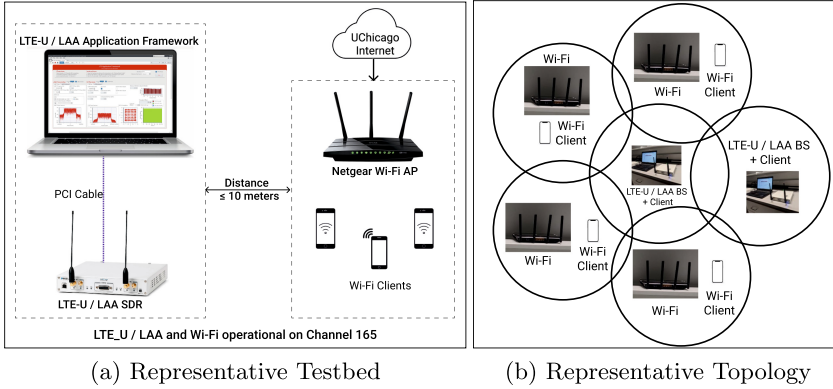 LTE-U / LAA Application Framework
UChicago
Internet
Netgear Wi-Fi AP
PCI Cable
Distance
≤ 10 meters
LTE-U / LAA SDR
Wi-Fi Clients
LTE_U / LAA and Wi-Fi operational on Channel 165
(a) Representative Testbed
Wi-Fi
Wi-Fi
Client
Wi-Fi
Wi-Fi
Client
LTE-U / LAA BS
+ Client
LTE-U / LAA BS
+ Client
Wi-Fi
Wi-Fi
Client
Wi-Fi
Wi-Fi
Client
(b) Representative Topology